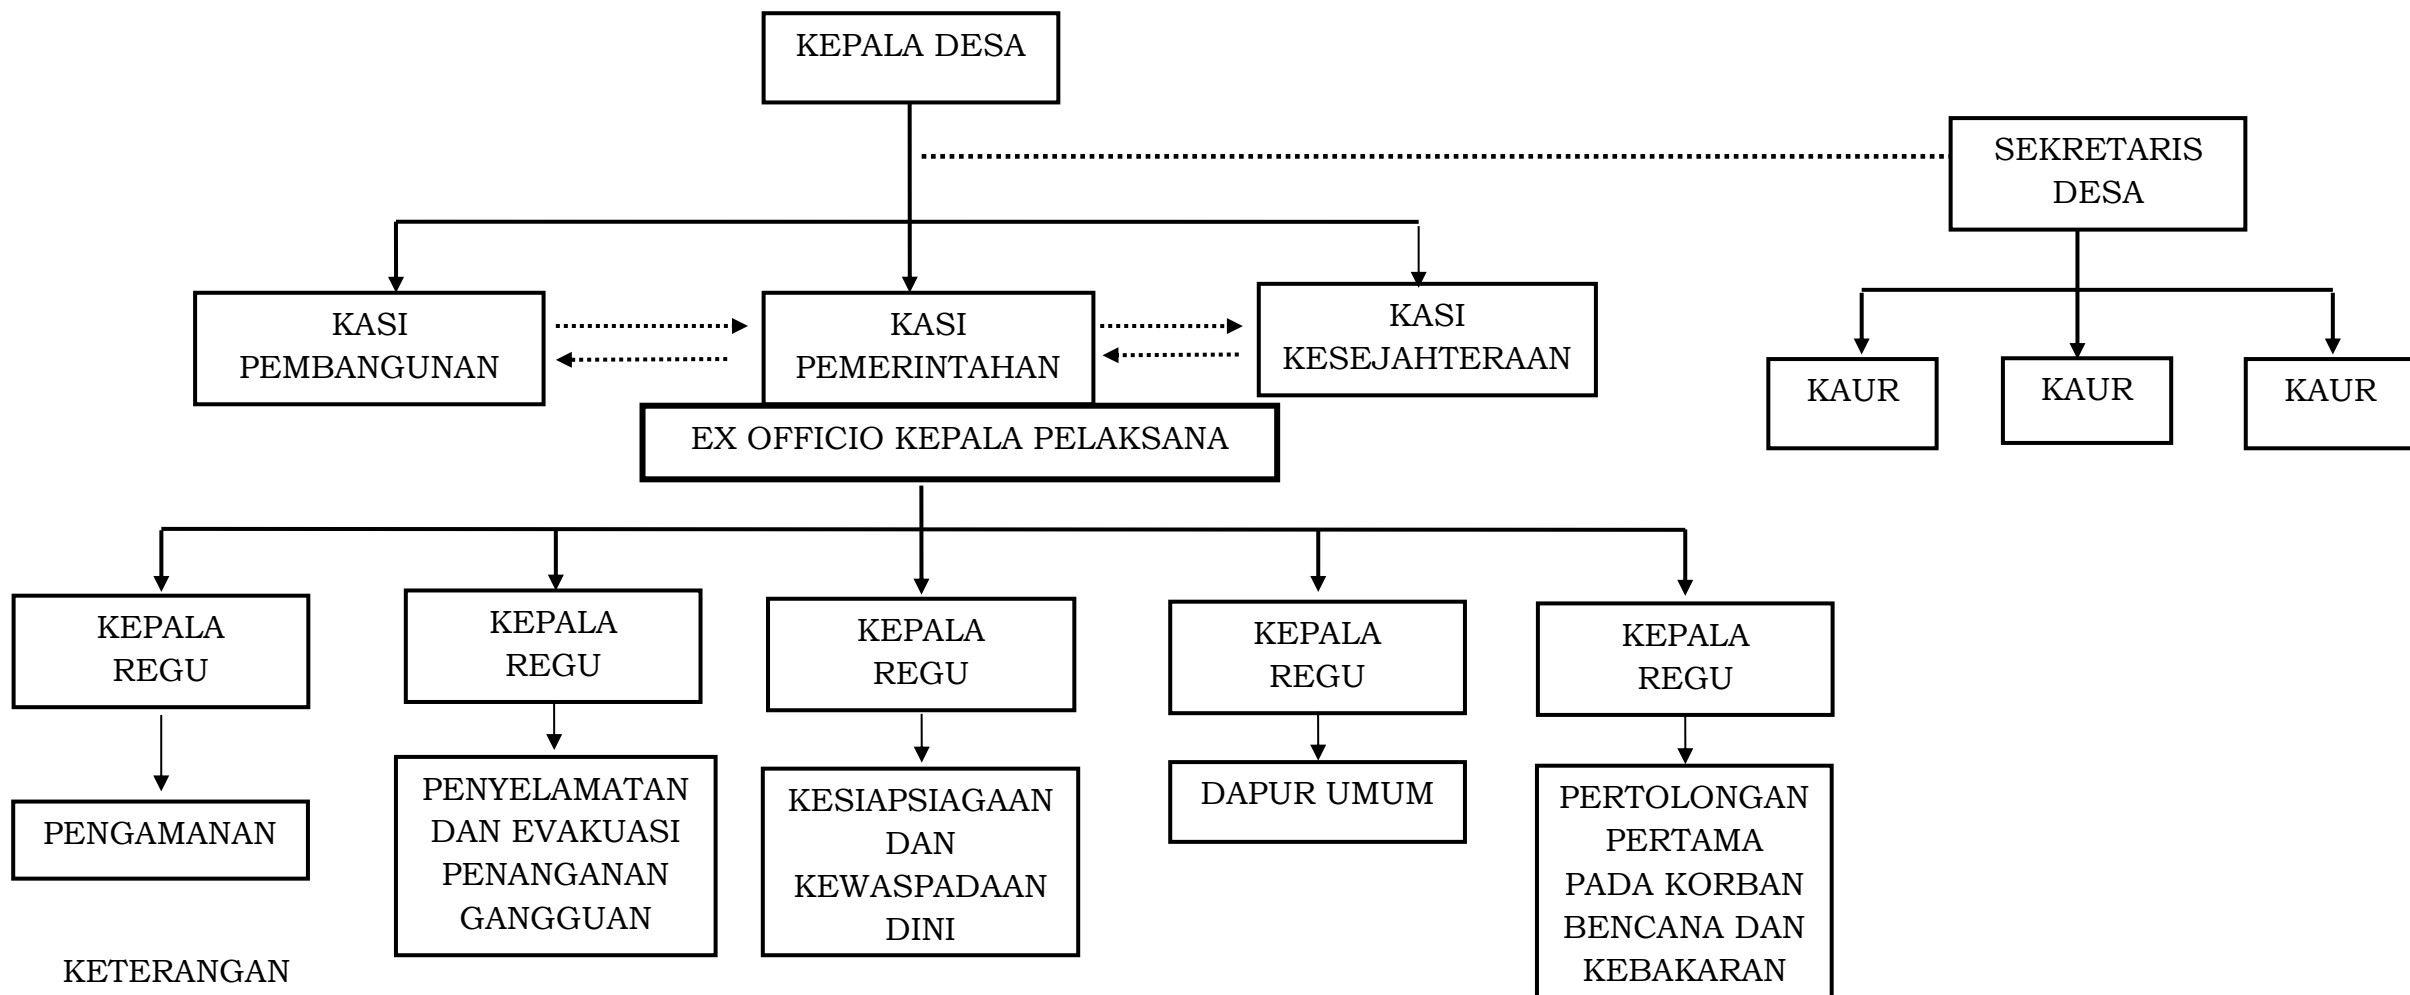 KEPALA DESA
SEKRETARIS
DESA
KASI
PEMBANGUNAN
KASI
PEMERINTAHAN
KASI
KESEJAHTERAAN
KAUR
KAUR
KAUR
EX OFFICIO KEPALA PELAKSANA
KEPALA
REGU
KEPALA
REGU
KEPALA
REGU
KEPALA
REGU
KEPALA
REGU
PENGAMANAN
PENYELAMATAN
DAN EVAKUASI
PENANGANAN
GANGGUAN
KESIAPSIAGAAN
DAN
KEWASPADAAN
DINI
DAPUR UMUM
PERTOLONGAN
PERTAMA
PADA KORBAN
BENCANA DAN
KEBAKARAN
KETERANGAN